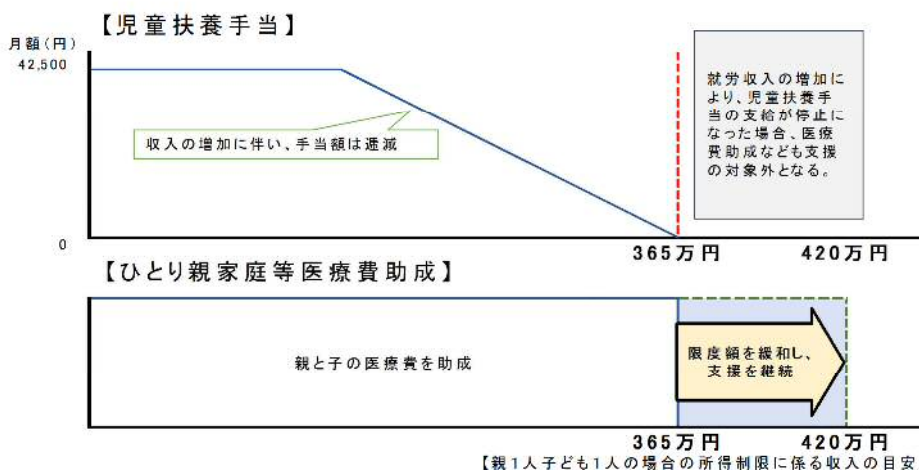 【児童扶養手当】
月額(円)
42,500
収入の増加に伴い、手当額は逓減
就労収入の増加に
より、児童扶養手
当の支給が停止に
なった場合、医療
費助成なども支援
の対象外となる。
0
365万円
420万円
【ひとり親家庭等医療費助成】
親と子の医療費を助成
限度額を緩和し、
支援を継続
365万円
420万円
【親1人子ども1人の場合の所得制限に係る収入の目安